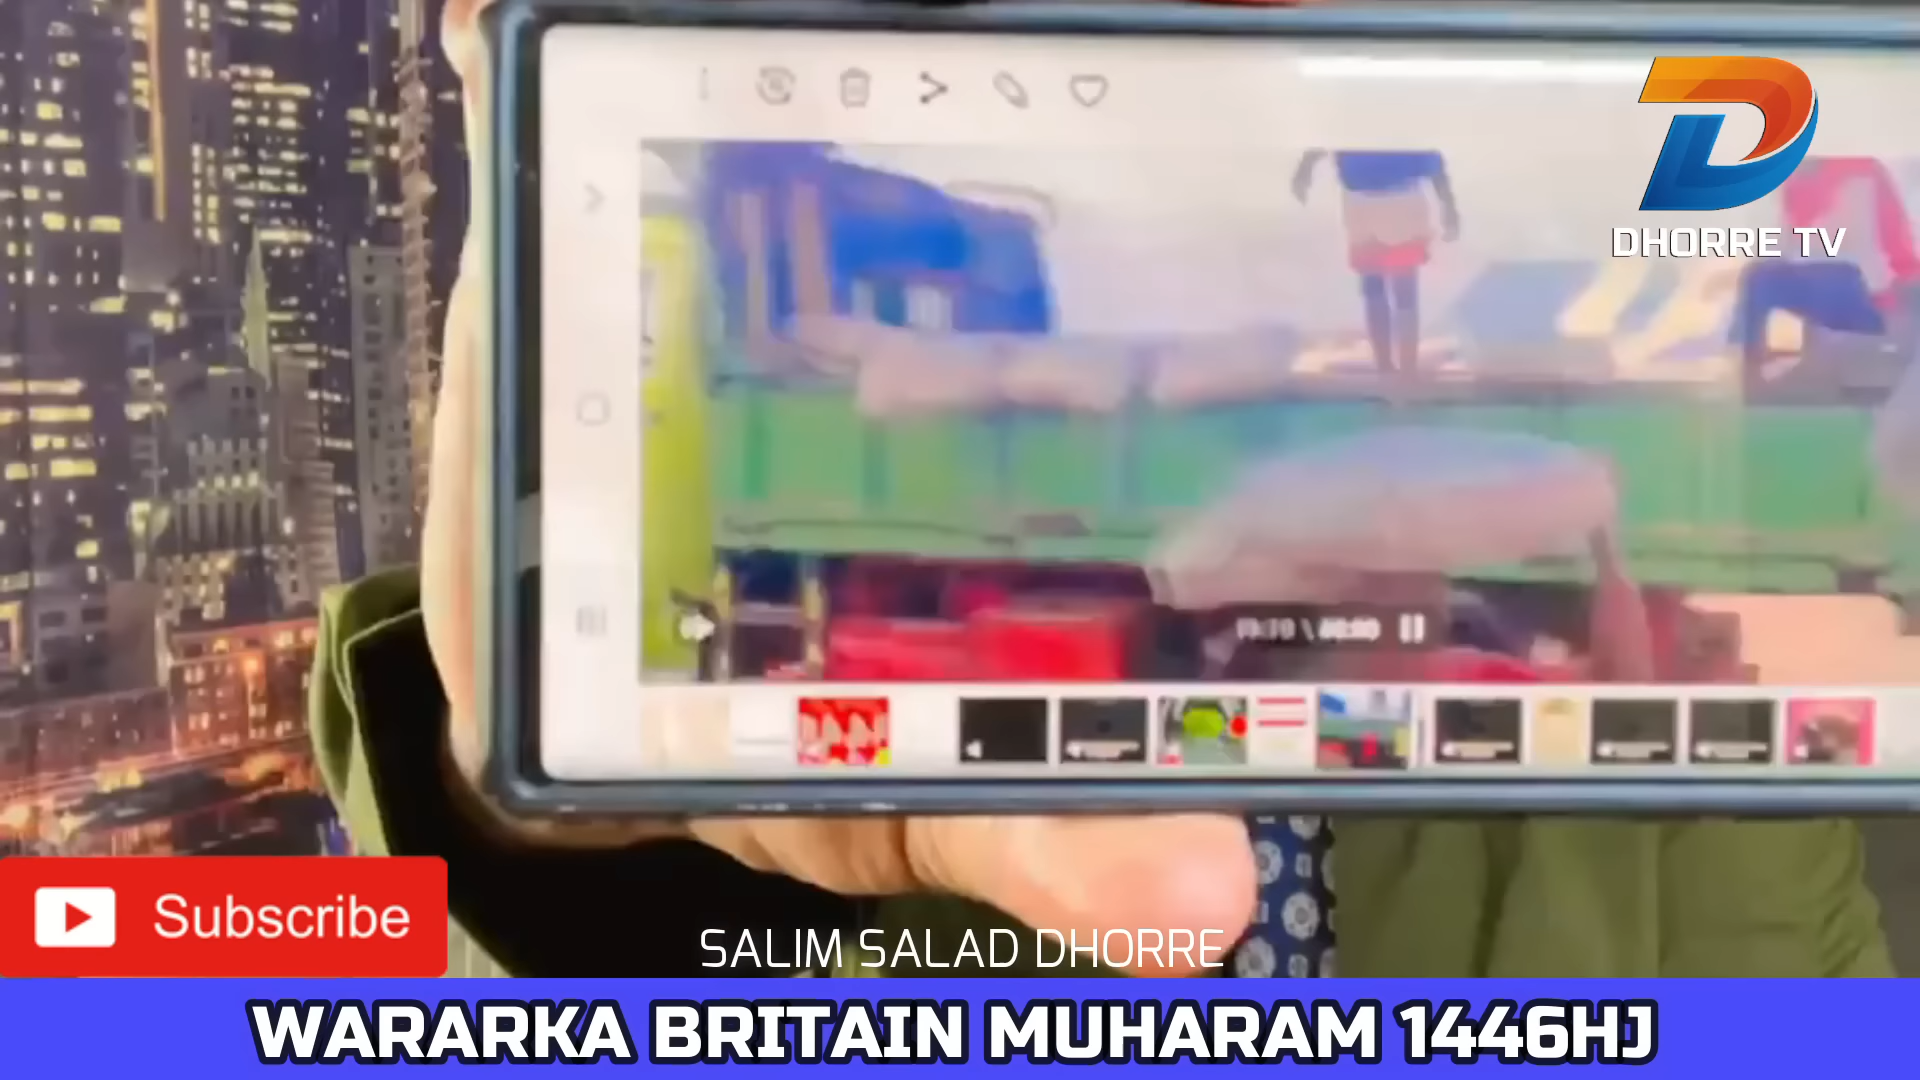 DHORRE TV
Subscribe
SALIM SALAD DHORRE
WARARKA BRITAIN MUHARAM 1446HJ